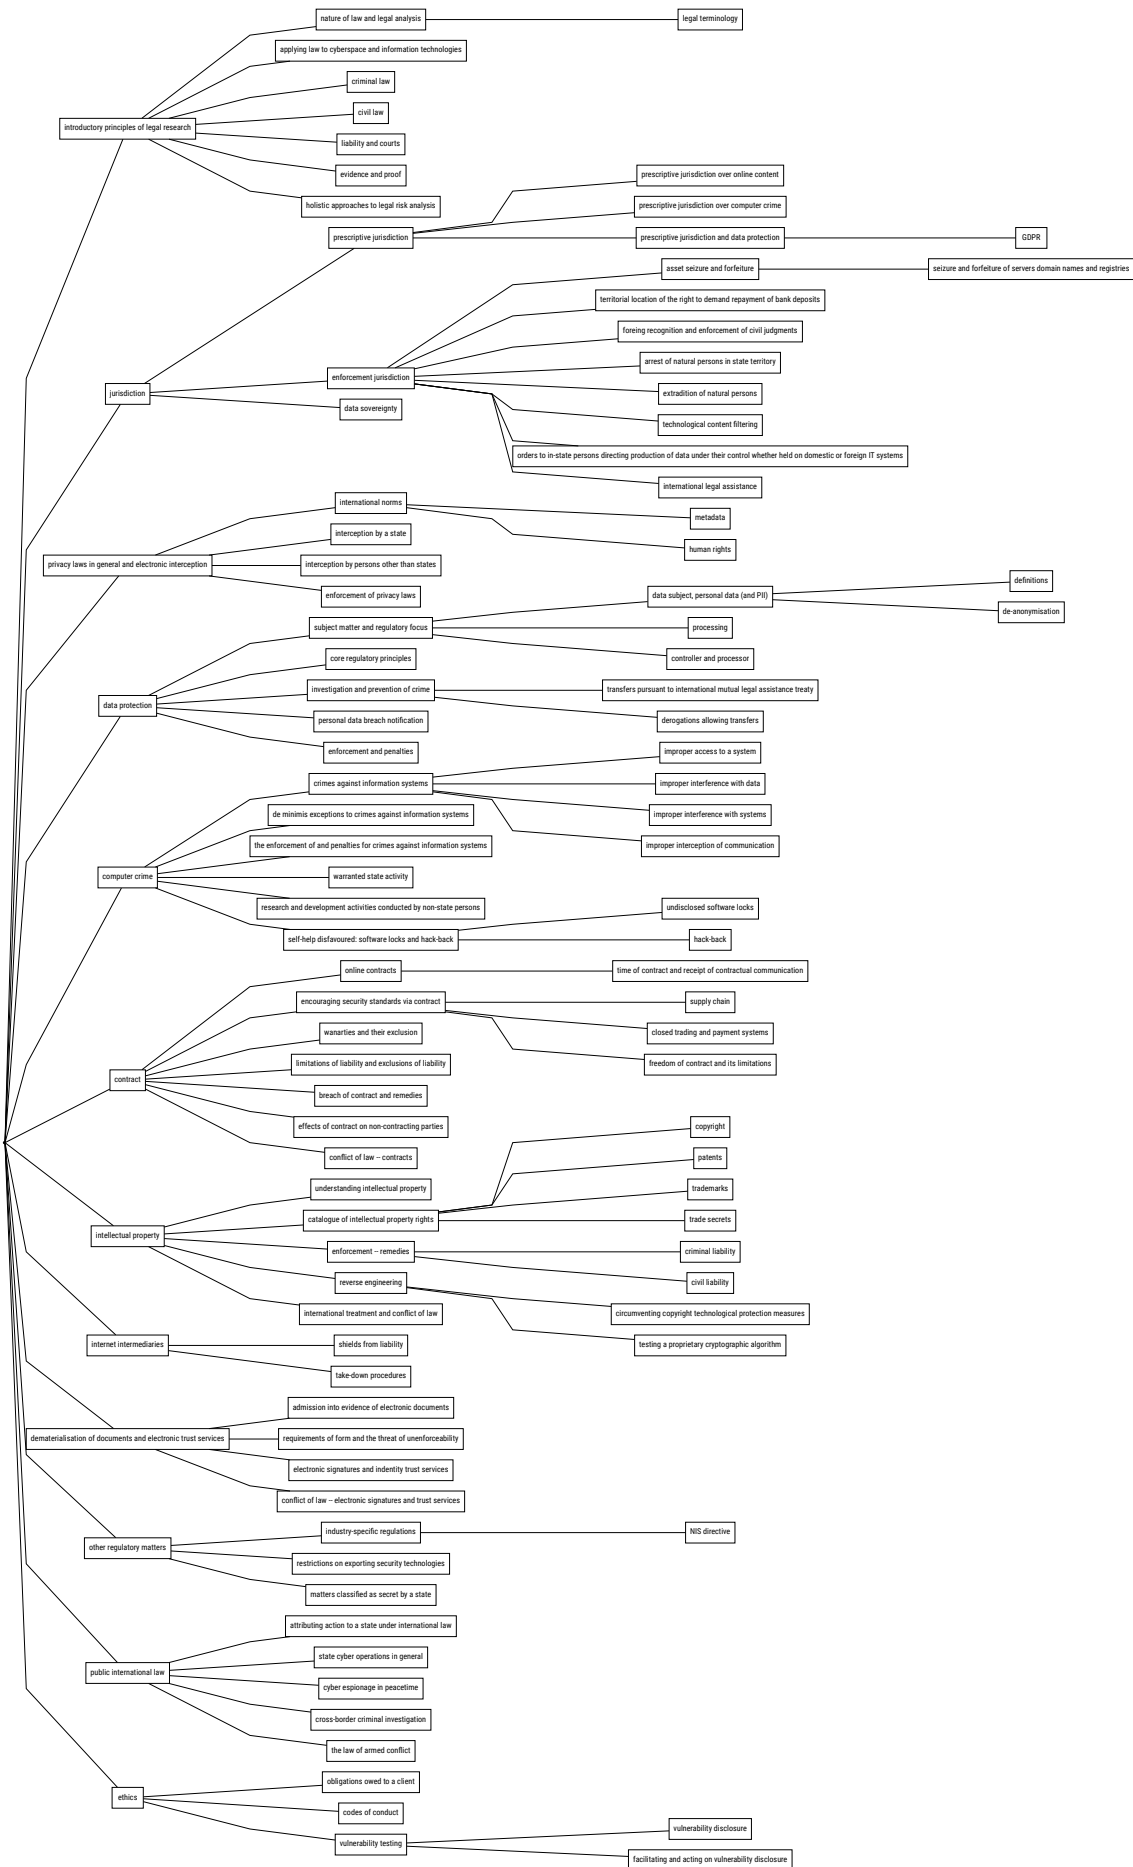 nature of law and legal analysis
legal terminology
applying law to cyberspace and information technologies
criminal law
civil law
introductory principles of legal research
liability and courts
evidence and proof
prescriptive jurisdiction over online content
holistic approaches to legal risk analysis
prescriptive jurisdiction over computer crime
prescriptive jurisdiction
prescriptive jurisdiction and data protection
GDPR
asset seizure and forfeiture
seizure and forfeiture of servers domain names and registries
territorial location of the right to demand repayment of bank deposits
foreing recognition and enforcement of civil judgments
arrest of natural persons in state territory
enforcement jurisdiction
jurisdiction
extradition of natural persons
data sovereignty
technological content filtering
orders to in-state persons directing production of data under their control whether held on domestic or foreign IT systems
international legal assistance
international norms
metadata
interception by a state
human rights
privacy laws in general and electronic interception
interception by persons other than states
definitions
enforcement of privacy laws
data subject, personal data (and PII)
de-anonymisation
subject matter and regulatory focus
processing
core regulatory principles
controller and processor
investigation and prevention of crime
transfers pursuant to international mutual legal assistance treaty
data protection
personal data breach notification
derogations allowing transfers
enforcement and penalties
improper access to a system
crimes against information systems
improper interference with data
de minimis exceptions to crimes against information systems
improper interference with systems
the enforcement of and penalties for crimes against information systems
improper interception of communication
computer crime
warranted state activity
research and development activities conducted by non-state persons
undisclosed software locks
self-help disfavoured: software locks and hack-back
hack-back
online contracts
time of contract and receipt of contractual communication
encouraging security standards via contract
supply chain
wanarties and their exclusion
closed trading and payment systems
limitations of liability and exclusions of liability
freedom of contract and its limitations
contract
breach of contract and remedies
effects of contract on non-contracting parties
copyright
conflict of law – contracts
patents
understanding intellectual property
trademarks
catalogue of intellectual property rights
trade secrets
intellectual property
enforcement – remedies
criminal liability
reverse engineering
civil liability
international treatment and conflict of law
circumventing copyright technological protection measures
internet intermediaries
shields from liability
testing a proprietary cryptographic algorithm
take-down procedures
admission into evidence of electronic documents
dematerialisation of documents and electronic trust services
requirements of form and the threat of unenforceability
electronic signatures and indentity trust services
conflict of law – electronic signatures and trust services
industry-specific regulations
NIS directive
other regulatory matters
restrictions on exporting security technologies
matters classified as secret by a state
attributing action to a state under international law
state cyber operations in general
public international law
cyber espionage in peacetime
cross-border criminal investigation
the law of armed conflict
obligations owed to a client
ethics
codes of conduct
vulnerability disclosure
vulnerability testing
facilitating and acting on vulnerability disclosure